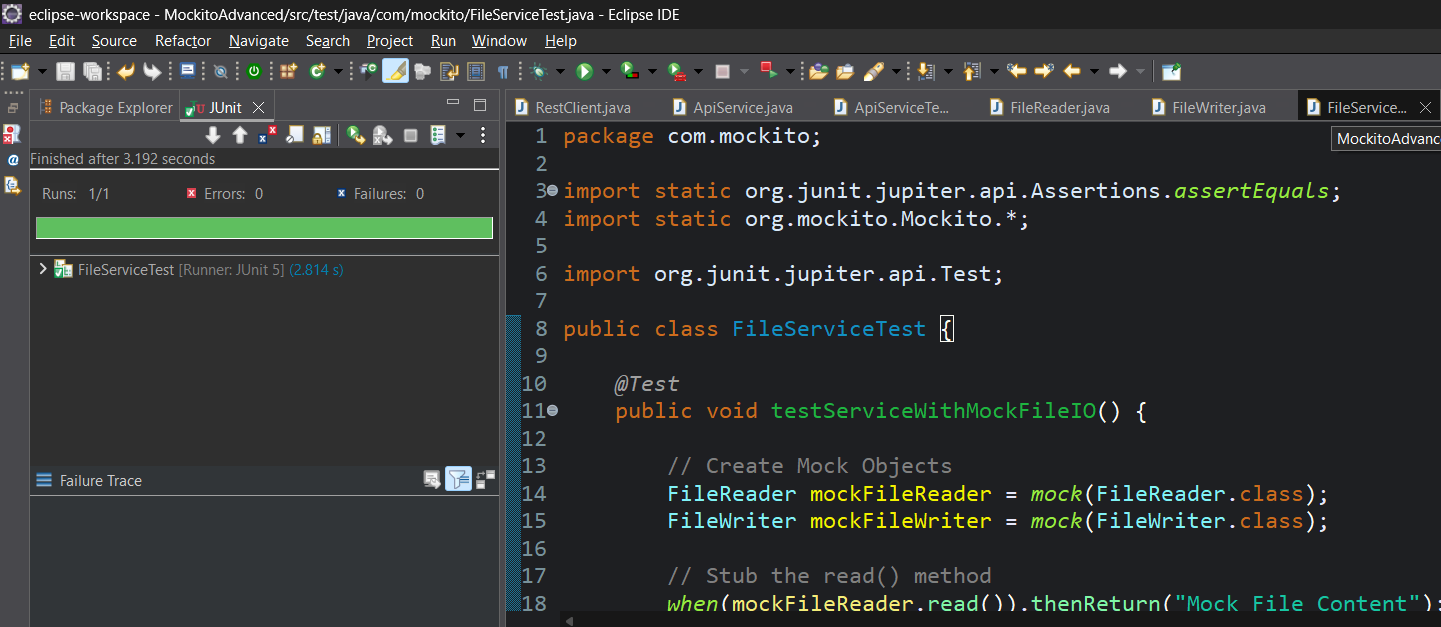 eclipse-workspace - MockitoAdvanced/src/test/java/com/mockito/FileServiceTest.java - Eclipse IDE
File Edit Source Refactor Navigate Search Project Run Window Help
Package Explorer JUnit
RestClient.java ApiService.java ApiServiceTe... FileReader.java FileWriter.java FileService...
MockitoAdvanc
Finished after 3.192 seconds
Runs: 1/1 Errors: 0 Failures: 0
FileServiceTest [Runner: JUnit 5] (2.814 s)
Failure Trace
1 package com.mockito;
2
3 import static org.junit.jupiter.api.Assertions.assertEquals;
4 import static org.mockito.Mockito.*;
5
6 import org.junit.jupiter.api.Test;
7
8 public class FileServiceTest {
9
10 @Test
11 public void testServiceWithMockFileIO() {
12
13 // Create Mock Objects
14 FileReader mockFileReader = mock(FileReader.class);
15 FileWriter mockFileWriter = mock(FileWriter.class);
16
17 // Stub the read() method
18 when(mockFileReader.read()).thenReturn("Mock File Content");